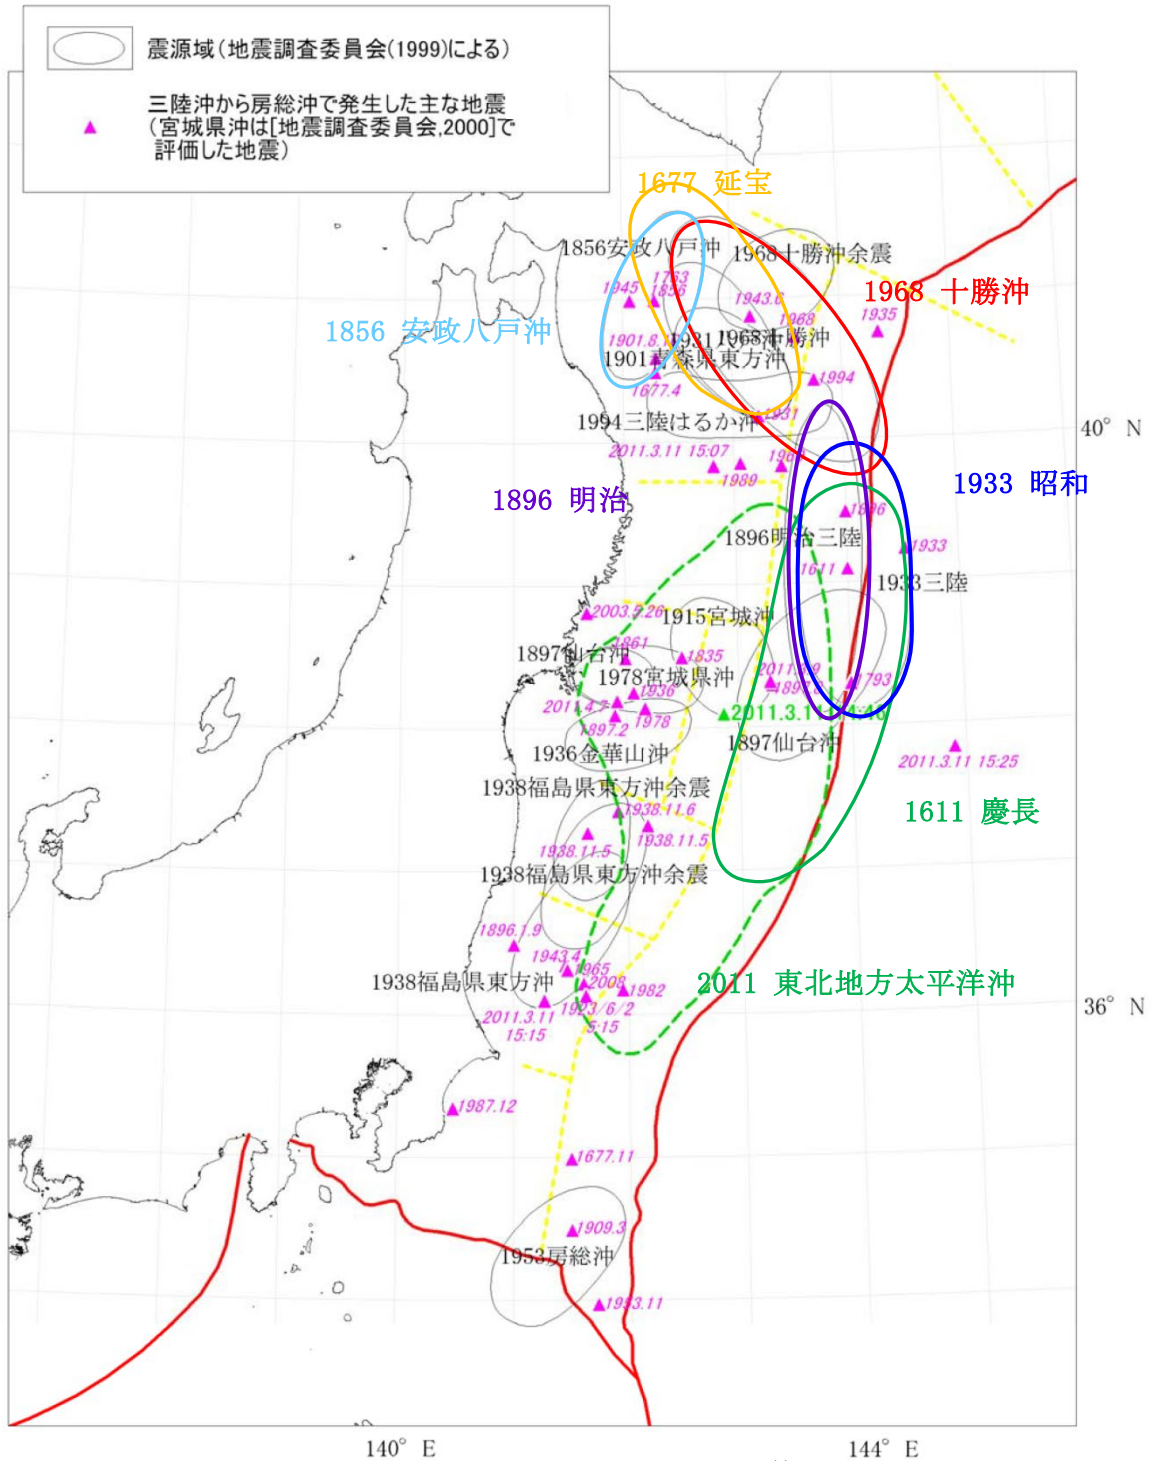 震源域(地震調査委員会(1999)による)
三陸沖から房総沖で発生した主な地震
(宮城県沖は[地震調査委員会,2000]で
評価した地震)
1677 延宝
1856安政八戸沖
1968十勝沖余震
1763
1945
1856
1943.6
1968 十勝沖
1935
1856 安政八戸沖
1968
1968十勝沖
1901青森県東方沖
1677.4
1994
1931
1994三陸はるか沖
40° N
2011.3.11 15:07
1989
1933 昭和
1896 明治
1896
1896明治三陸
1933
1611
1933三陸
2003.5.26
1915宮城沖
1861
1897仙台沖
1835
1978宮城県沖
1793
1936
1978
1897.2
2011.3.11 15:25
1897仙台沖
1936金華山沖
1938福島県東方沖余震
1938.11.6
1611 慶長
1938.11.5
1938.11.5
1938福島県東方沖余震
1896.1.9
1943.4
1965
1938福島県東方沖
2008
1982
2011 東北地方太平洋沖
1923/6/2
5:15
2011.3.11
15:15
36° N
1987.12
1677.11
1909.3
1953房総沖
1953.11
140° E
144° E